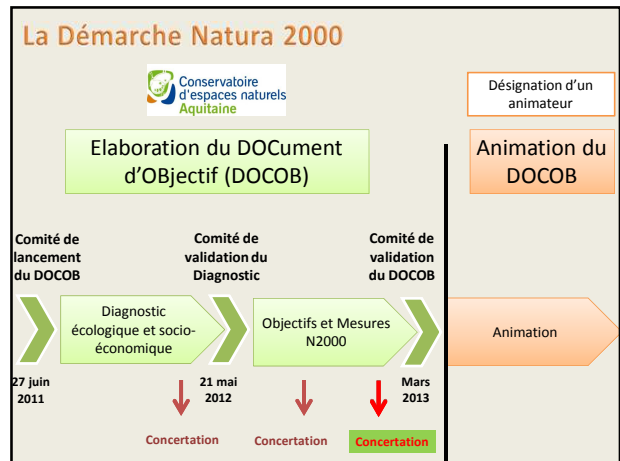 La Démarche Natura 2000
Conservatoire
d'espaces naturels
Aquitaine
Désignation d'un
animateur
Elaboration du DOCument
d'OBjectif (DOCOB)
Animation du
DOCOB
Comité de
lancement
du DOCOB
Comité de
validation du
Diagnostic
Comité de
validation
du DOCOB
Diagnostic
écologique et socio-
économique
Objectifs et Mesures
N2000
Animation
27 juin
2011
21 mai
2012
Mars
2013
Concertation
Concertation
Concertation